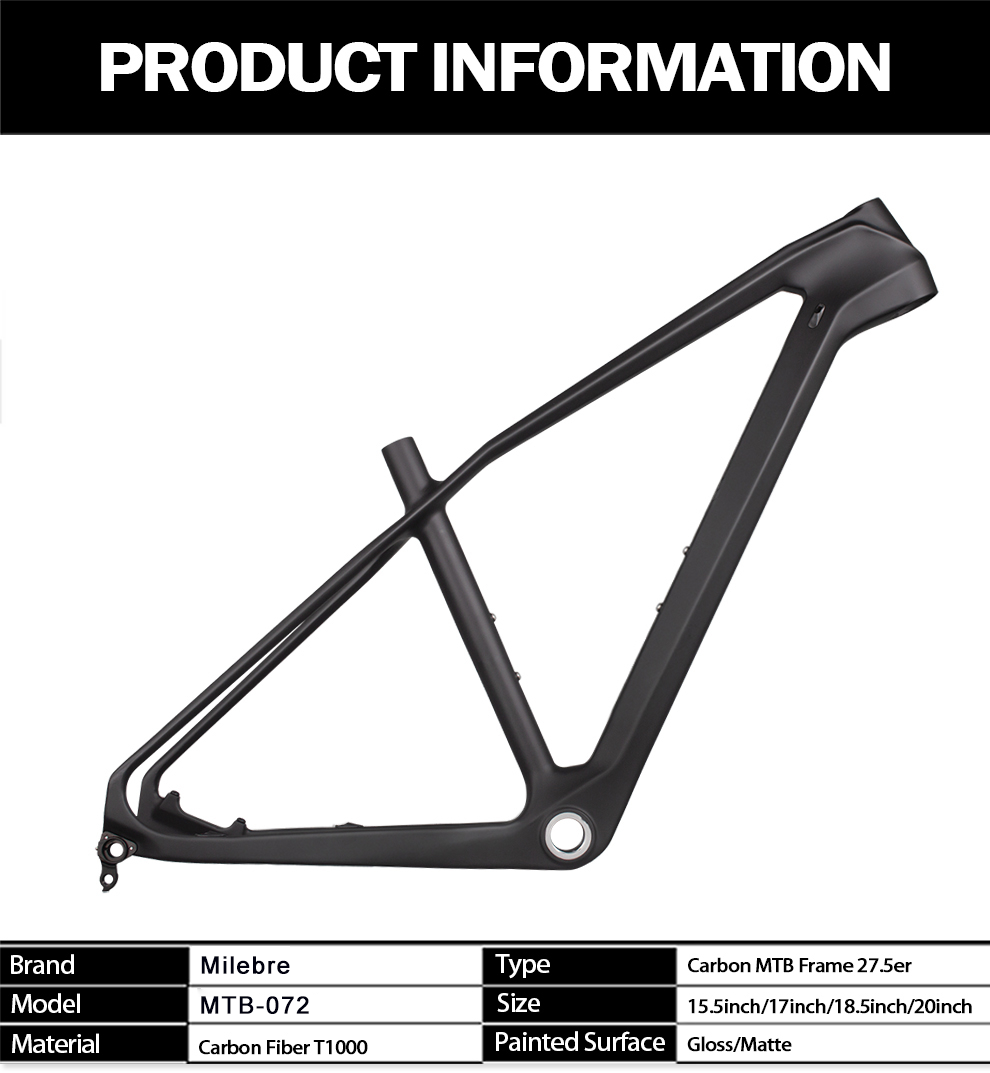 PRODUCT INFORMATION
Brand Milebre Type Carbon MTB Frame 27.5er
Model MTB-072 Size 15.5inch/17inch/18.5inch/20inch
Material Carbon Fiber T1000 Painted Surface Gloss/Matte